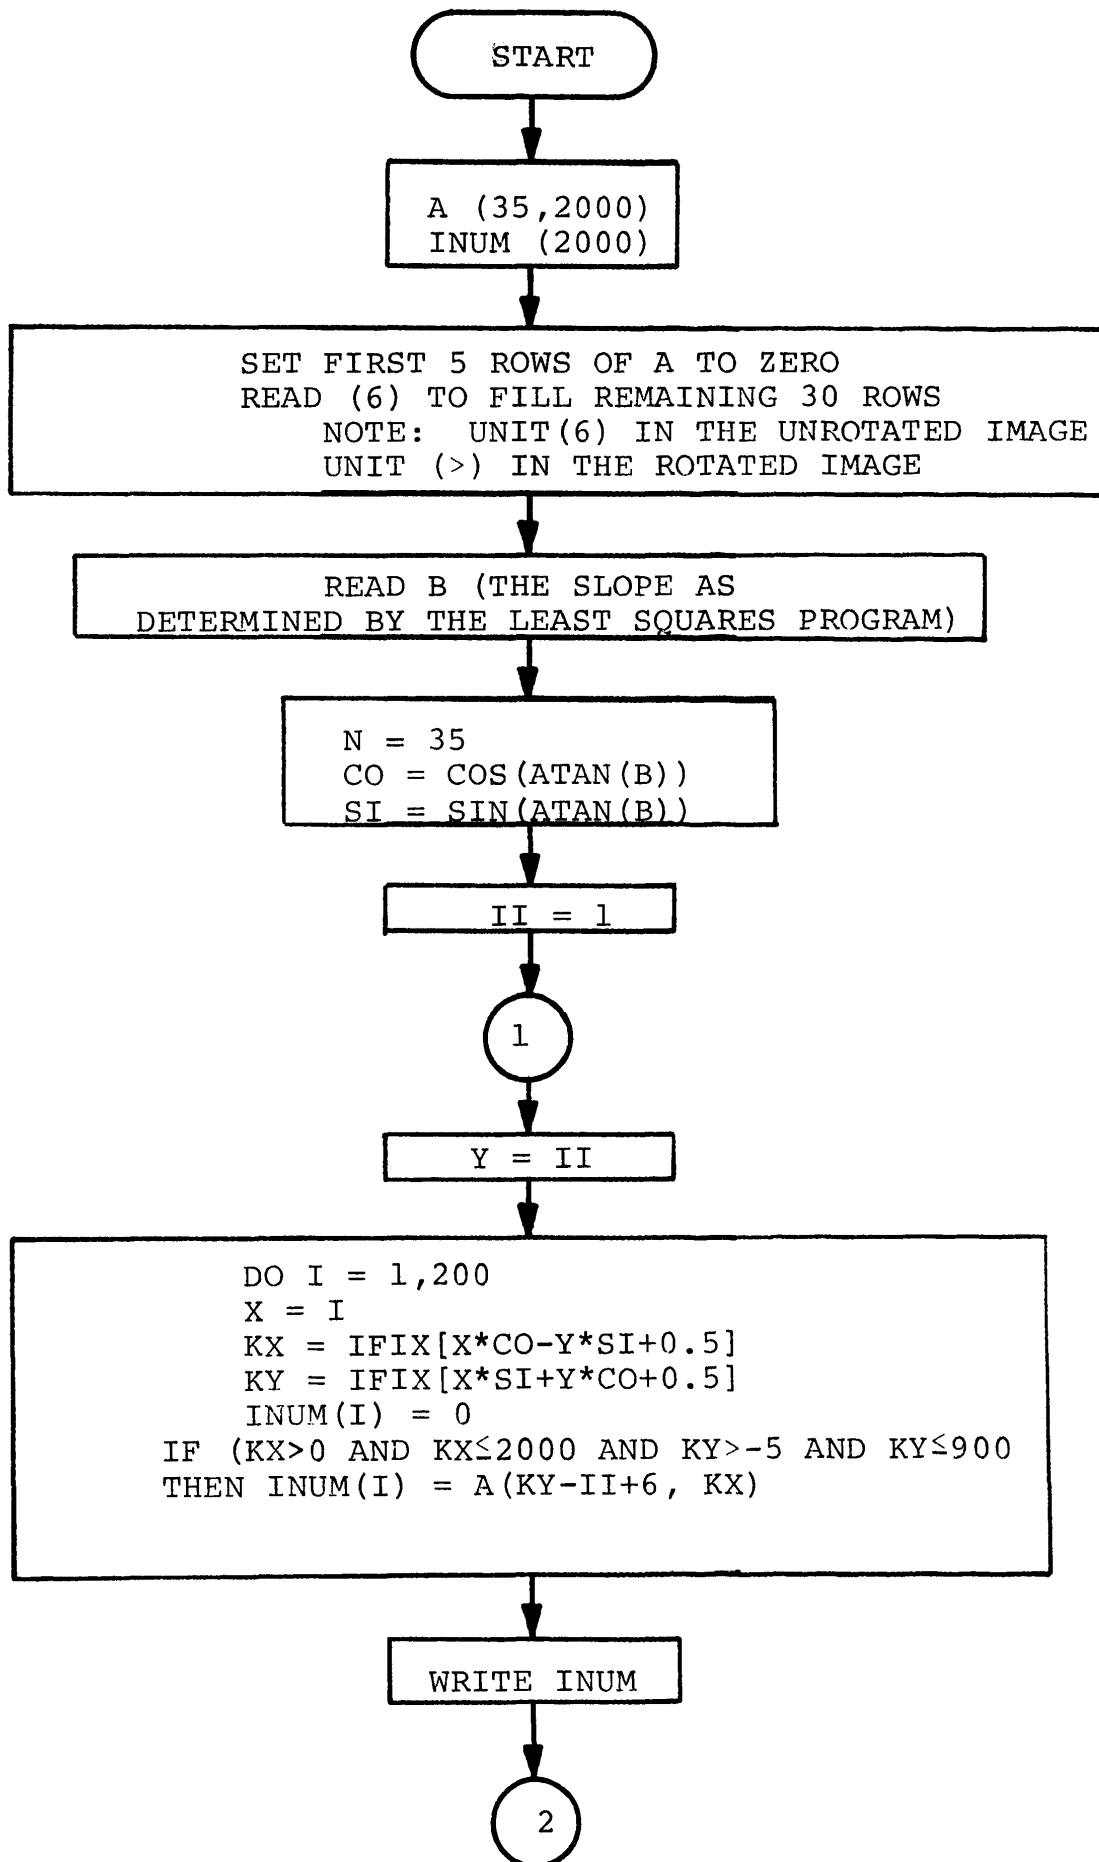 START
A (35,2000)
INUM (2000)
SET FIRST 5 ROWS OF A TO ZERO
READ (6) TO FILL REMAINING 30 ROWS
NOTE: UNIT(6) IN THE UNROTATED IMAGE
UNIT (>) IN THE ROTATED IMAGE
READ B (THE SLOPE AS
DETERMINED BY THE LEAST SQUARES PROGRAM)
N = 35
CO = COS(ATAN(B))
SI = SIN(ATAN(B))
II = 1
1
Y = II
DO I = 1,200
X = I
KX = IFIX[X*CO-Y*SI+0.5]
KY = IFIX[X*SI+Y*CO+0.5]
INUM(I) = 0
IF (KX>0 AND KX≤2000 AND KY>-5 AND KY≤900
THEN INUM(I) = A(KY-II+6, KX)
WRITE INUM
2